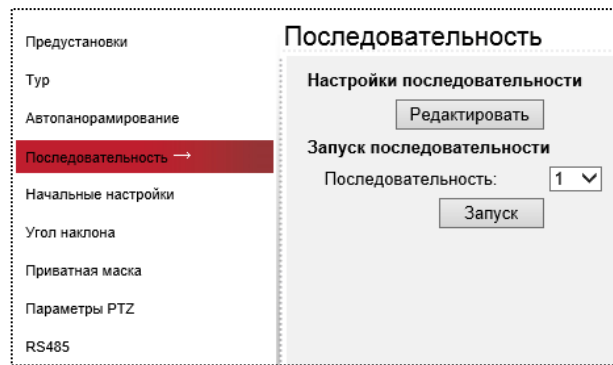 Предустановки
Тур
Автопанорамирование
Последовательность →
Начальные настройки
Угол наклона
Приватная маска
Параметры PTZ
RS485
Последовательность
Настройки последовательности
Редактировать
Запуск последовательности
Последовательность: 1
Запуск